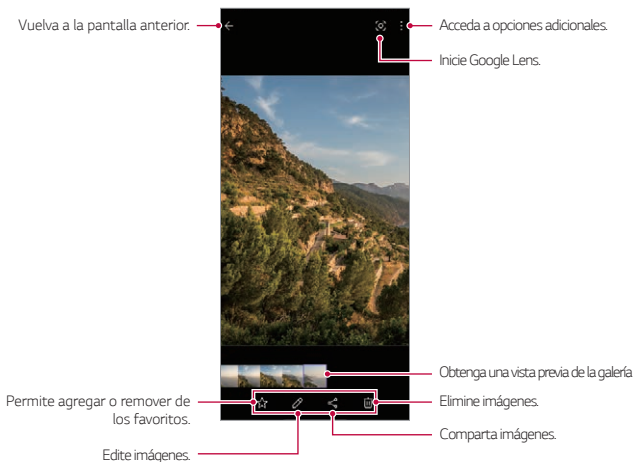 Vuelva a la pantalla anterior.
Acceda a opciones adicionales.
Inicie Google Lens.
Obtenga una vista previa de la galería
Permite agregar o remover de
los favoritos.
Elimine imágenes.
Comparta imágenes.
Edite imágenes.